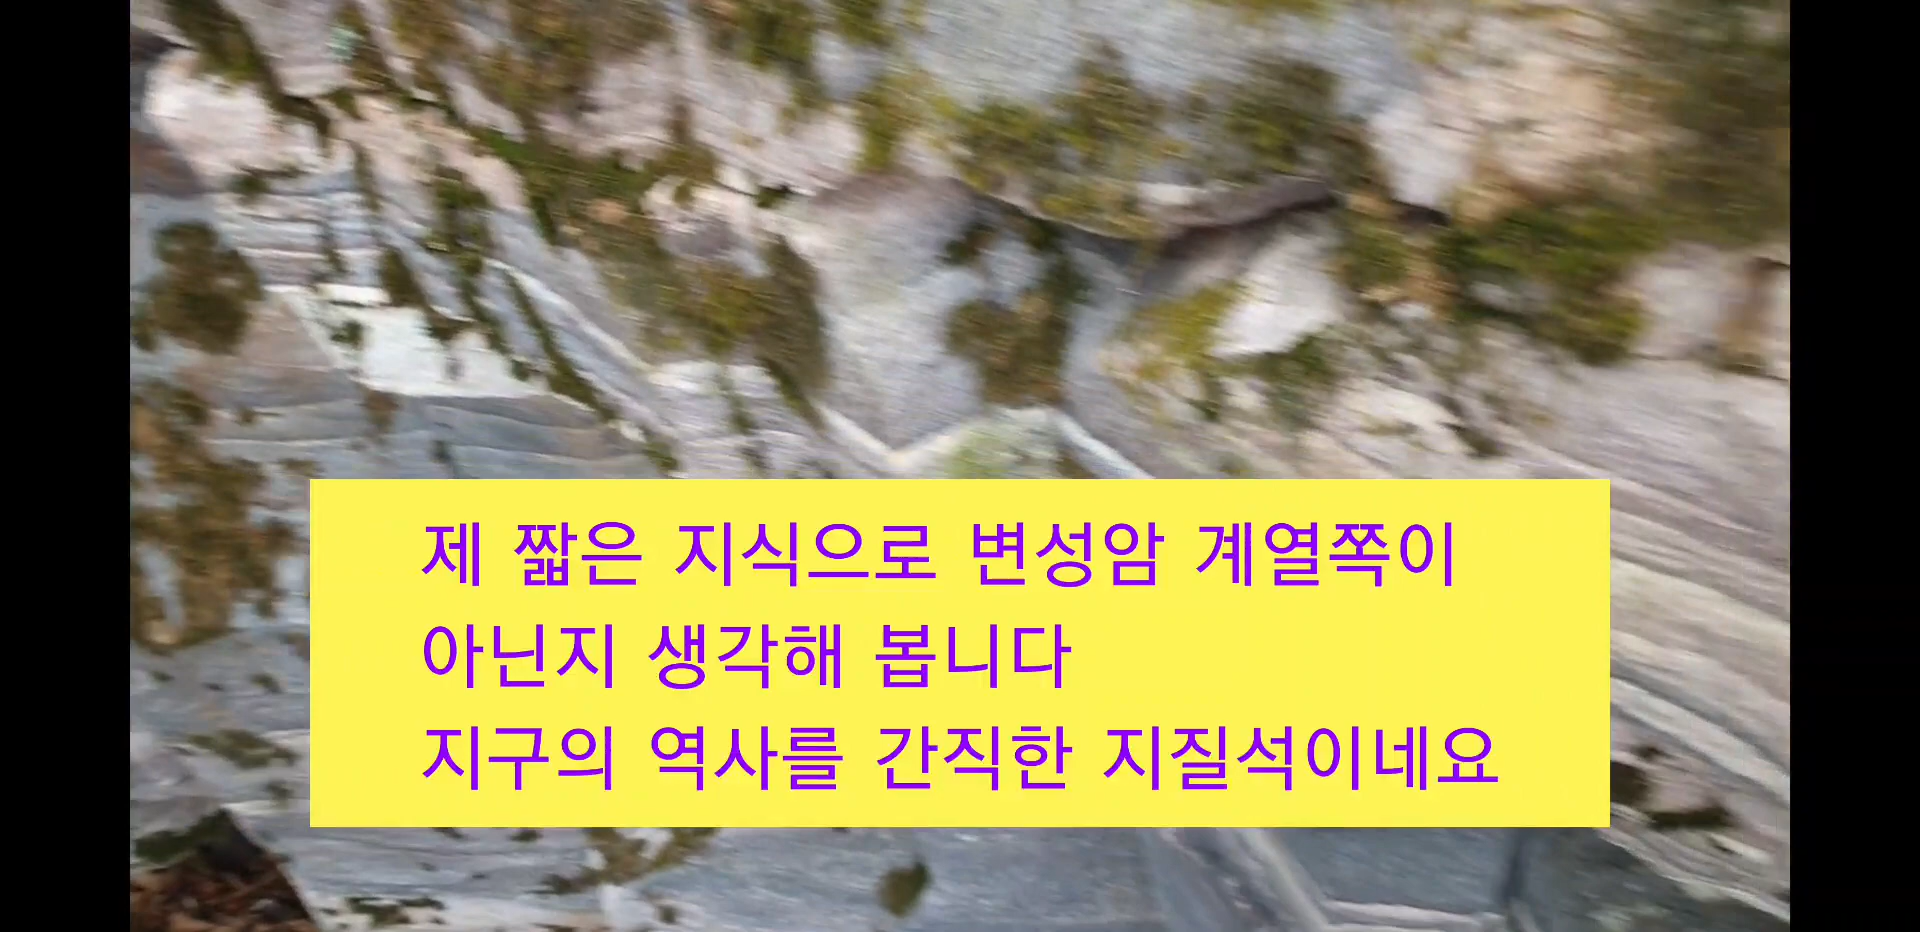 제 짧은 지식으로 변성암 계열쪽이
아닌지 생각해 봅니다
지구의 역사를 간직한 지질석이네요